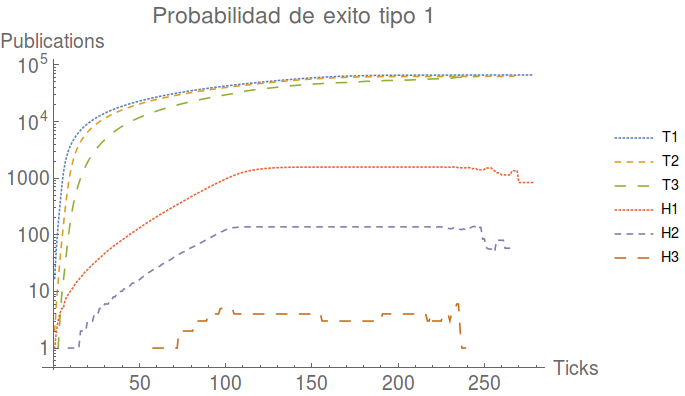 Probabilidad de exito tipo 1
Publications
10^5
10^4
1000
100
10
1
50 100 150 200 250
Ticks
T1
T2
T3
H1
H2
H3